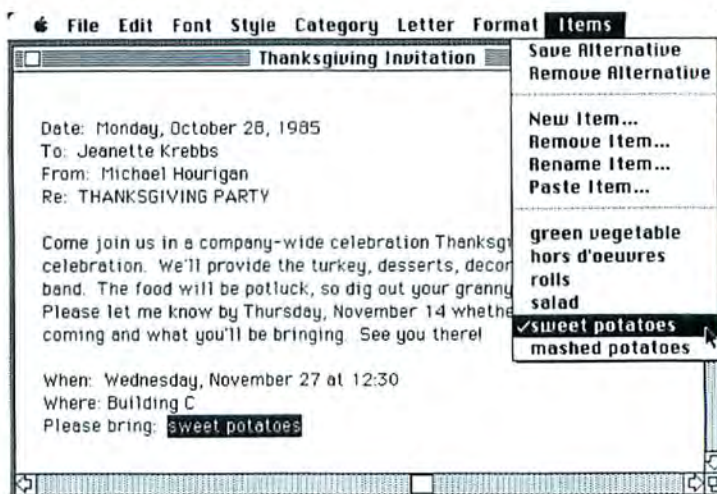 File Edit Font Style Category Letter Format Items
Thanksgiving Invitation
Save Alternative
Remove Alternative
New Item...
Remove Item...
Rename Item...
Paste Item...
green vegetable
hors d'oeuvres
rolls
salad
✓sweet potatoes
mashed potatoes
Date: Monday, October 28, 1985
To: Jeanette Krebbs
From: Michael Hourigan
Re: THANKSGIVING PARTY
Come join us in a company-wide celebration Thanksgi
celebration. We'll provide the turkey, desserts, decor
band. The food will be potluck, so dig out your granny
Please let me know by Thursday, November 14 whethe
coming and what you'll be bringing. See you there!
When: Wednesday, November 27 at 12:30
Where: Building C
Please bring: sweet potatoes